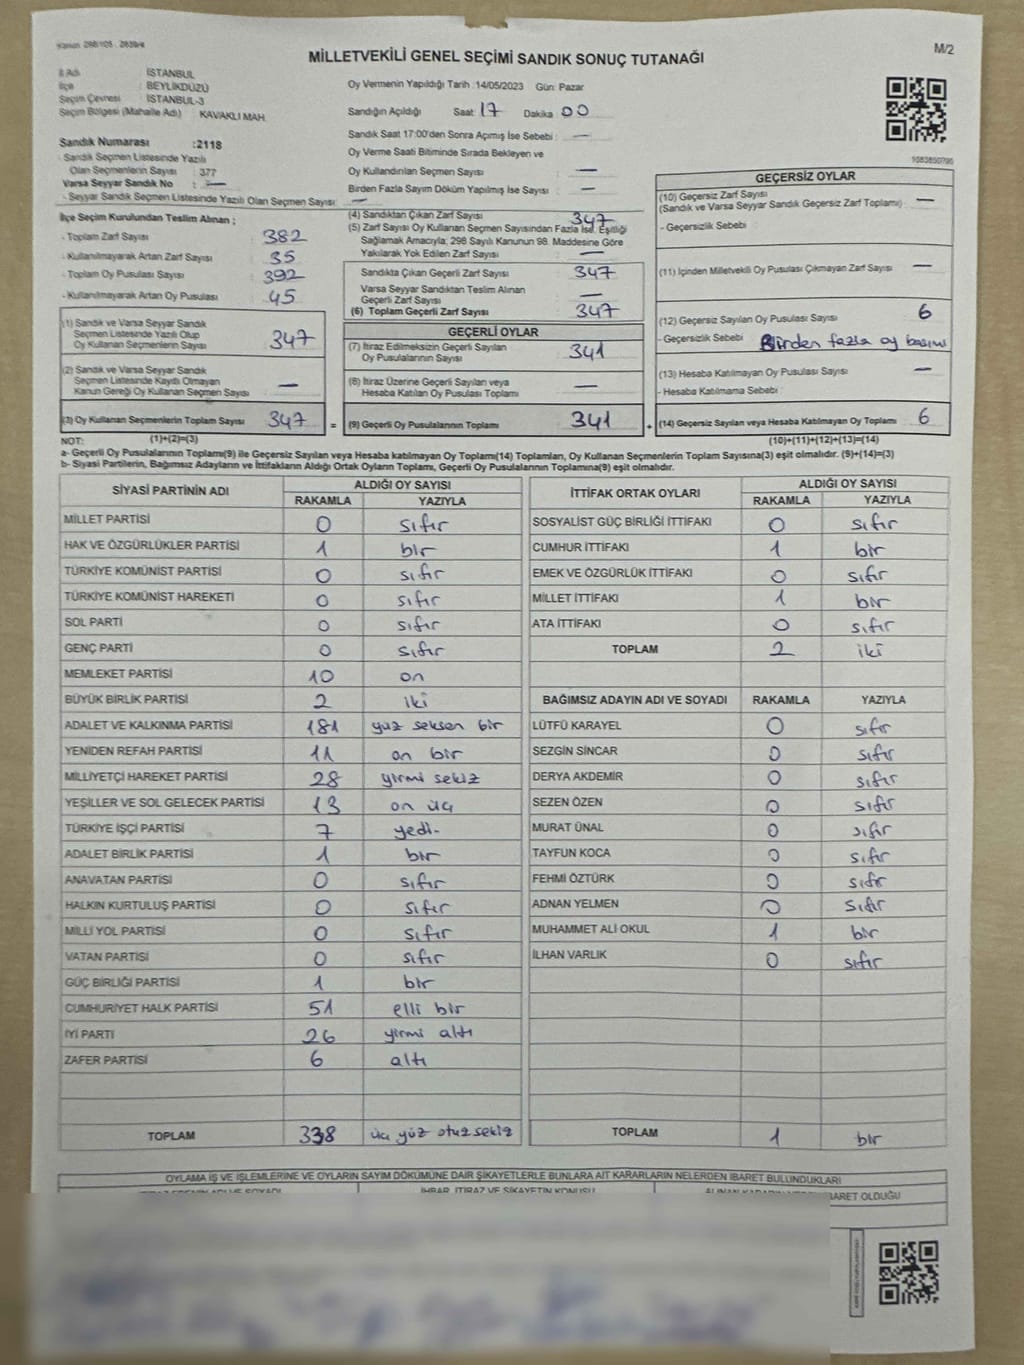 MİLLETVEKİLİ GENEL SEÇİMİ SANDIK SONUÇ TUTANAĞI
M/2
İl Adı : İSTANBUL
İlçe : BEYLİKDÜZÜ
Seçim Çevresi : İSTANBUL-3
Seçim Bölgesi (Mahalle Adı) : KAVAKLI MAH.
Sandık Numarası :2118
- Sandık Seçmen Listesinde Yazılı
Olan Seçmenlerin Sayısı : 377
Varsa Seyyar Sandık No : —
- Seyyar Sandık Seçmen Listesinde Yazılı Olan Seçmen Sayısı : —
İlçe Seçim Kurulundan Teslim Alınan ;
- Toplam Zarf Sayısı : 382
- Kullanılmayarak Artan Zarf Sayısı : 35
- Toplam Oy Pusulası Sayısı : 392
- Kullanılmayarak Artan Oy Pusulası : 45
(1) Sandık ve Varsa Seyyar Sandık
Seçmen Listesinde Yazılı Olup
Oy Kullanan Seçmenlerin Sayısı : 347
(2) Sandık ve Varsa Seyyar Sandık
Seçmen Listesinde Kayıtlı Olmayan
Kanun Gereği Oy Kullanan Seçmen Sayısı : —
(3) Oy Kullanan Seçmenlerin Toplam Sayısı : 347 =
Oy Vermenin Yapıldığı Tarih :14/05/2023 Gün: Pazar
Sandığın Açıldığı Saat: 17 Dakika: 00
Sandık Saat 17:00'den Sonra Açımış İse Sebebi : —
Oy Verme Saati Bitiminde Sırada Bekleyen ve
Oy Kullandırılan Seçmen Sayısı : —
Birden Fazla Sayım Döküm Yapılmış İse Sayısı : —
(4) Sandıktan Çıkan Zarf Sayısı : 347
(5) Zarf Sayısı Oy Kullanan Seçmen Sayısından Fazla İse, Eşitliği
Sağlamak Amacıyla; 298 Sayılı Kanunun 98. Maddesine Göre
Yakılarak Yok Edilen Zarf Sayısı : —
Sandıkta Çıkan Geçerli Zarf Sayısı : 347
Varsa Seyyar Sandıktan Teslim Alınan
Geçerli Zarf Sayısı : —
(6) Toplam Geçerli Zarf Sayısı : 347
GEÇERLİ OYLAR
(7) İtiraz Edilmeksizin Geçerli Sayılan
Oy Pusulalarının Sayısı : 341
(8) İtiraz Üzerine Geçerli Sayılan veya
Hesaba Katılan Oy Pusulası Toplamı : —
(9) Geçerli Oy Pusulalarının Toplamı : 341 +
1083850795
GEÇERSİZ OYLAR
(10) Geçersiz Zarf Sayısı
(Sandık ve Varsa Seyyar Sandık Geçersiz Zarf Toplamı): —
- Geçersizlik Sebebi :
(11) İçinden Milletvekili Oy Pusulası Çıkmayan Zarf Sayısı : —
(12) Geçersiz Sayılan Oy Pusulası Sayısı : 6
- Geçersizlik Sebebi : Birden fazla oy basımı
(13) Hesaba Katılmayan Oy Pusulası Sayısı : —
- Hesaba Katılmama Sebebi :
(14) Geçersiz Sayılan veya Hesaba Katılmayan Oy Toplamı : 6
NOT: (1)+(2)=(3) (10)+(11)+(12)+(13)=(14)
a- Geçerli Oy Pusulalarının Toplamı(9) ile Geçersiz Sayılan veya Hesaba katılmayan Oy Toplamı(14) Toplamları, Oy Kullanan Seçmenlerin Toplam Sayısına(3) eşit olmalıdır. (9)+(14)=(3)
b- Siyasi Partilerin, Bağımsız Adayların ve İttifakların Aldığı Ortak Oyların Toplamı, Geçerli Oy Pusulalarının Toplamına(9) eşit olmalıdır.
SİYASİ PARTİNİN ADI ALDIĞI OY SAYISI
RAKAMLA YAZIYLA
MİLLET PARTİSİ 0 sıfır
HAK VE ÖZGÜRLÜKLER PARTİSİ 1 bir
TÜRKİYE KOMÜNİST PARTİSİ 0 sıfır
TÜRKİYE KOMÜNİST HAREKETİ 0 sıfır
SOL PARTİ 0 sıfır
GENÇ PARTİ 0 sıfır
MEMLEKET PARTİSİ 10 on
BÜYÜK BİRLİK PARTİSİ 2 iki
ADALET VE KALKINMA PARTİSİ 181 yüz seksen bir
YENİDEN REFAH PARTİSİ 11 on bir
MİLLİYETÇİ HAREKET PARTİSİ 28 yirmi sekiz
YEŞİLLER VE SOL GELECEK PARTİSİ 13 on üç
TÜRKİYE İŞÇİ PARTİSİ 7 yedi-
ADALET BİRLİK PARTİSİ 1 bir
ANAVATAN PARTİSİ 0 sıfır
HALKIN KURTULUŞ PARTİSİ 0 sıfır
MİLLİ YOL PARTİSİ 0 sıfır
VATAN PARTİSİ 0 sıfır
GÜÇ BİRLİĞİ PARTİSİ 1 bir
CUMHURİYET HALK PARTİSİ 51 elli bir
İYİ PARTİ 26 yirmi altı
ZAFER PARTİSİ 6 altı
TOPLAM 338 üç yüz otuz sekiz
İTTİFAK ORTAK OYLARI ALDIĞI OY SAYISI
RAKAMLA YAZIYLA
SOSYALİST GÜÇ BİRLİĞİ İTTİFAKI 0 sıfır
CUMHUR İTTİFAKI 1 bir
EMEK VE ÖZGÜRLÜK İTTİFAKI 0 sıfır
MİLLET İTTİFAKI 1 bir
ATA İTTİFAKI 0 sıfır
TOPLAM 2 iki
BAĞIMSIZ ADAYIN ADI VE SOYADI RAKAMLA YAZIYLA
LÜTFÜ KARAYEL 0 sıfır
SEZGİN SİNCAR 0 sıfır
DERYA AKDEMİR 0 sıfır
SEZEN ÖZEN 0 sıfır
MURAT ÜNAL 0 sıfır
TAYFUN KOCA 0 sıfır
FEHMİ ÖZTÜRK 0 sıfır
ADNAN YELMEN 0 sıfır
MUHAMMET ALİ OKUL 1 bir
İLHAN VARLIK 0 sıfır
TOPLAM 1 bir
OYLAMA İŞ VE İŞLEMLERİNE VE OYLARIN SAYIM DÖKÜMÜNE DAİR ŞİKAYETLERLE BUNLARA AİT KARARLARIN NELERDEN İBARET BULUNDUKLARI
İHBAR, İTİRAZ VE ŞİKAYETİN KONUSU
İBARET OLDUĞU